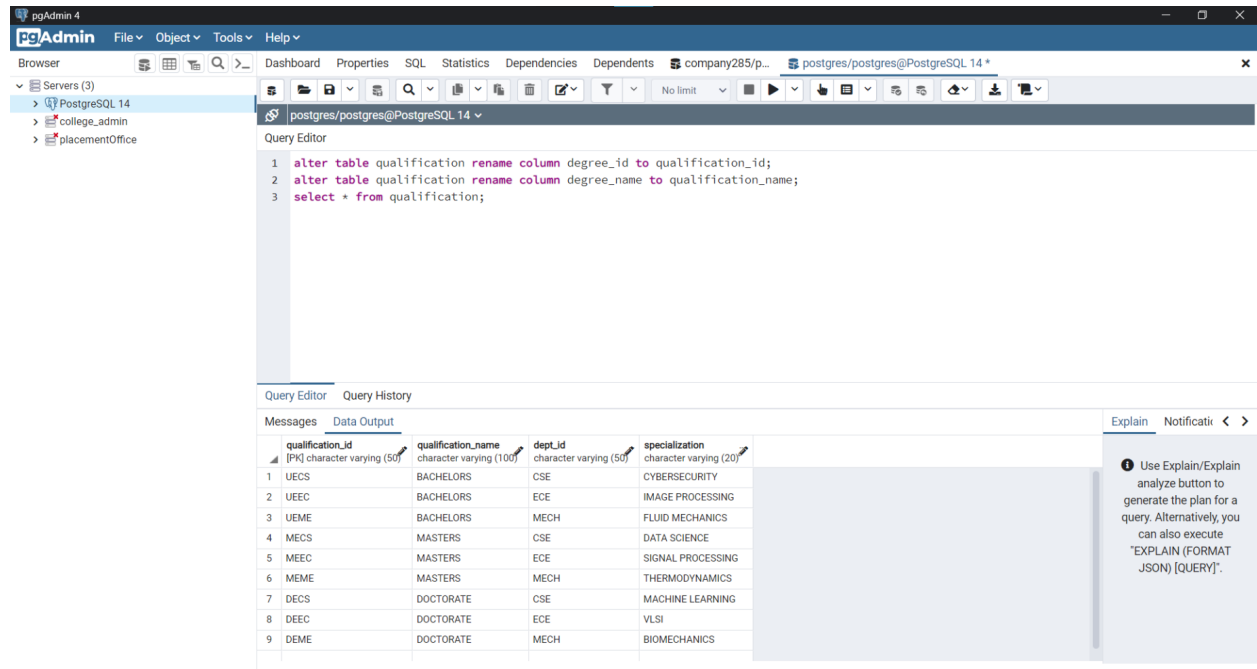 pgAdmin 4
pgAdmin File Object Tools Help
Browser
Dashboard Properties SQL Statistics Dependencies Dependents company285/p... postgres/postgres@PostgreSQL 14 *
Servers (3)
PostgreSQL 14
college_admin
placementOffice
No limit
postgres/postgres@PostgreSQL 14
Query Editor
1 alter table qualification rename column degree_id to qualification_id;
2 alter table qualification rename column degree_name to qualification_name;
3 select * from qualification;
Query Editor Query History
Messages Data Output
qualification_id qualification_name dept_id specialization
[PK] character varying (50) character varying (100) character varying (50) character varying (20)
1 UECS BACHELORS CSE CYBERSECURITY
2 UEEC BACHELORS ECE IMAGE PROCESSING
3 UEME BACHELORS MECH FLUID MECHANICS
4 MECS MASTERS CSE DATA SCIENCE
5 MEEC MASTERS ECE SIGNAL PROCESSING
6 MEME MASTERS MECH THERMODYNAMICS
7 DECS DOCTORATE CSE MACHINE LEARNING
8 DEEC DOCTORATE ECE VLSI
9 DEME DOCTORATE MECH BIOMECHANICS
Explain Notificatic
Use Explain/Explain
analyze button to
generate the plan for a
query. Alternatively, you
can also execute
"EXPLAIN (FORMAT
JSON) [QUERY]".